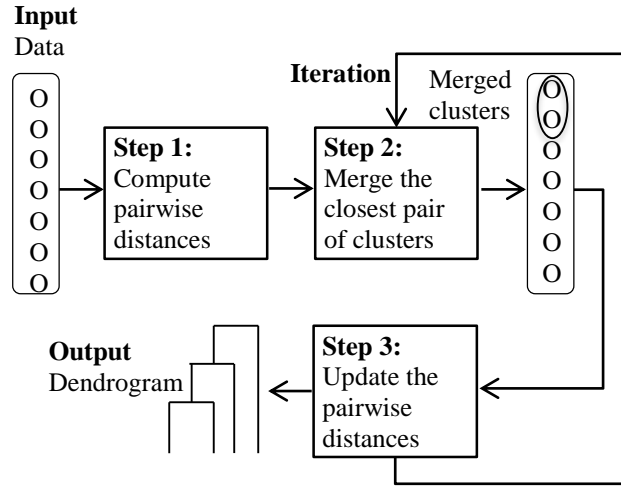 Input
Data
O
O
O
O
O
O
O
Step 1:
Compute
pairwise
distances
Iteration
Step 2:
Merge the
closest pair
of clusters
Merged
clusters
O
O
O
O
O
O
O
Output
Dendrogram
Step 3:
Update the
pairwise
distances